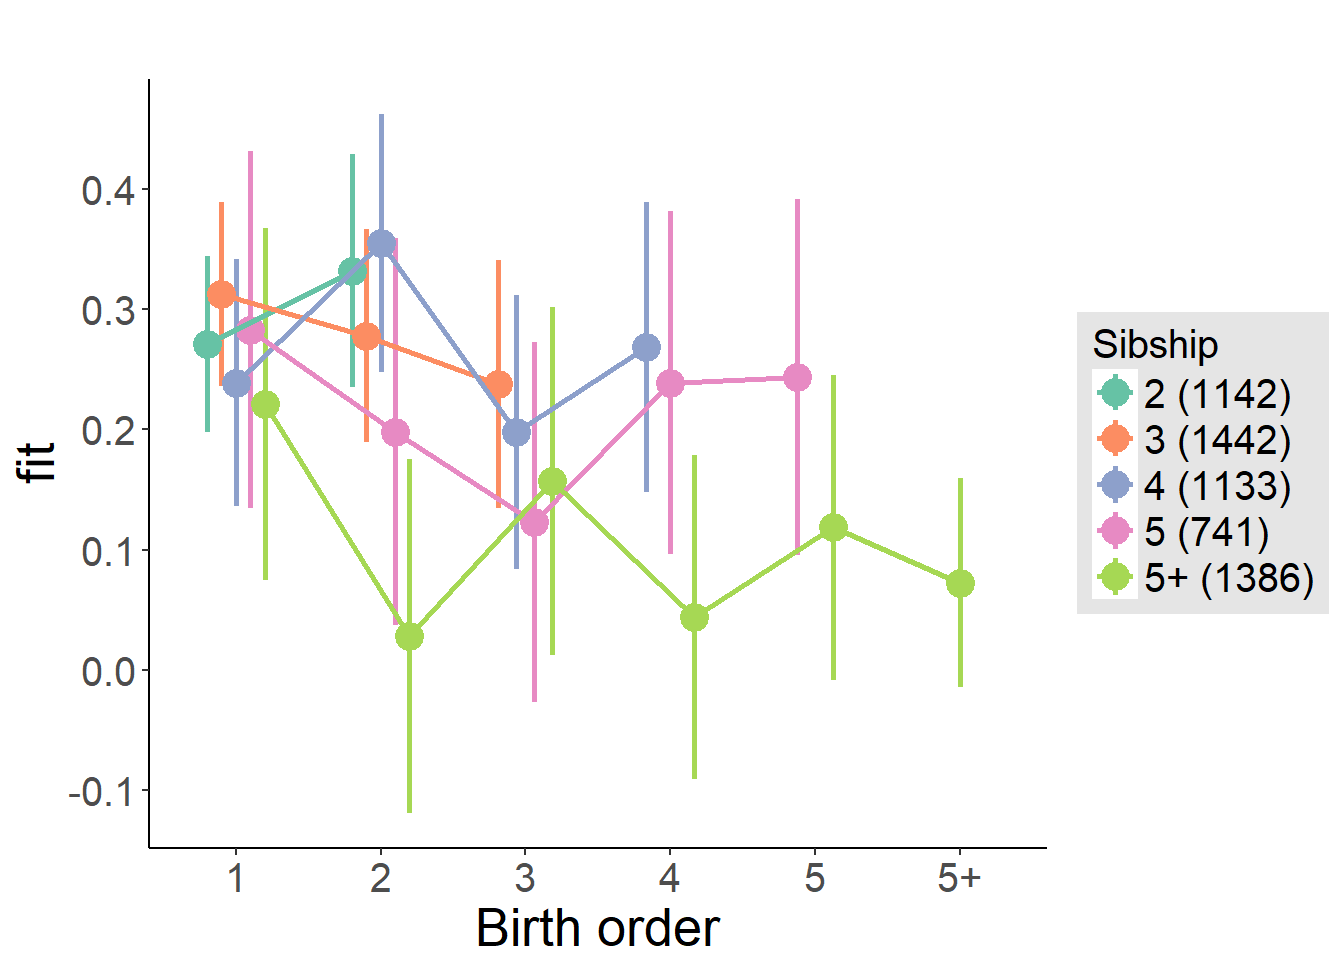 fit
0.4
0.3
0.2
0.1
0.0
-0.1
1 2 3 4 5 5+
Birth order
Sibship
2 (1142)
3 (1442)
4 (1133)
5 (741)
5+ (1386)